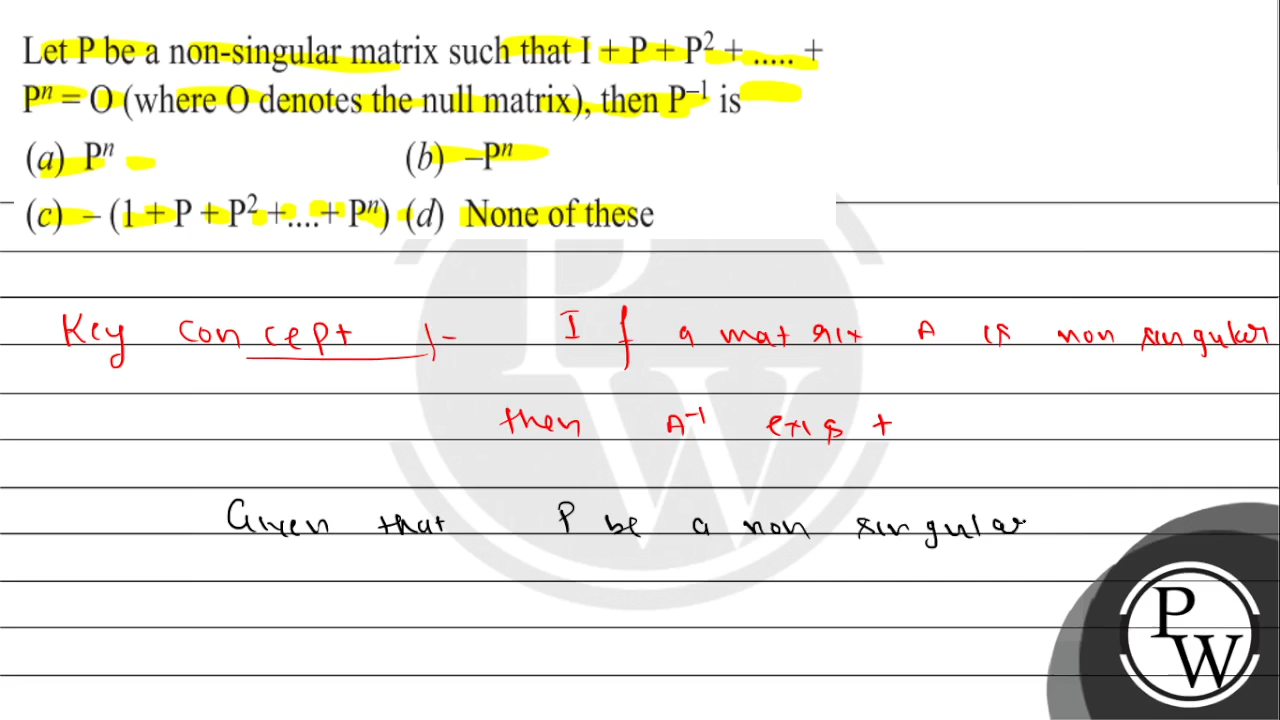 Let P be a non-singular matrix such that I + P + P² + ..... +
Pⁿ = O (where O denotes the null matrix), then P⁻¹ is
(a) Pⁿ (b) –Pⁿ
(c) – (1 + P + P² +....+ Pⁿ) (d) None of these
Key concept :- If a matrix A is non singular
then A⁻¹ exist
Given that P be a non singular
PW